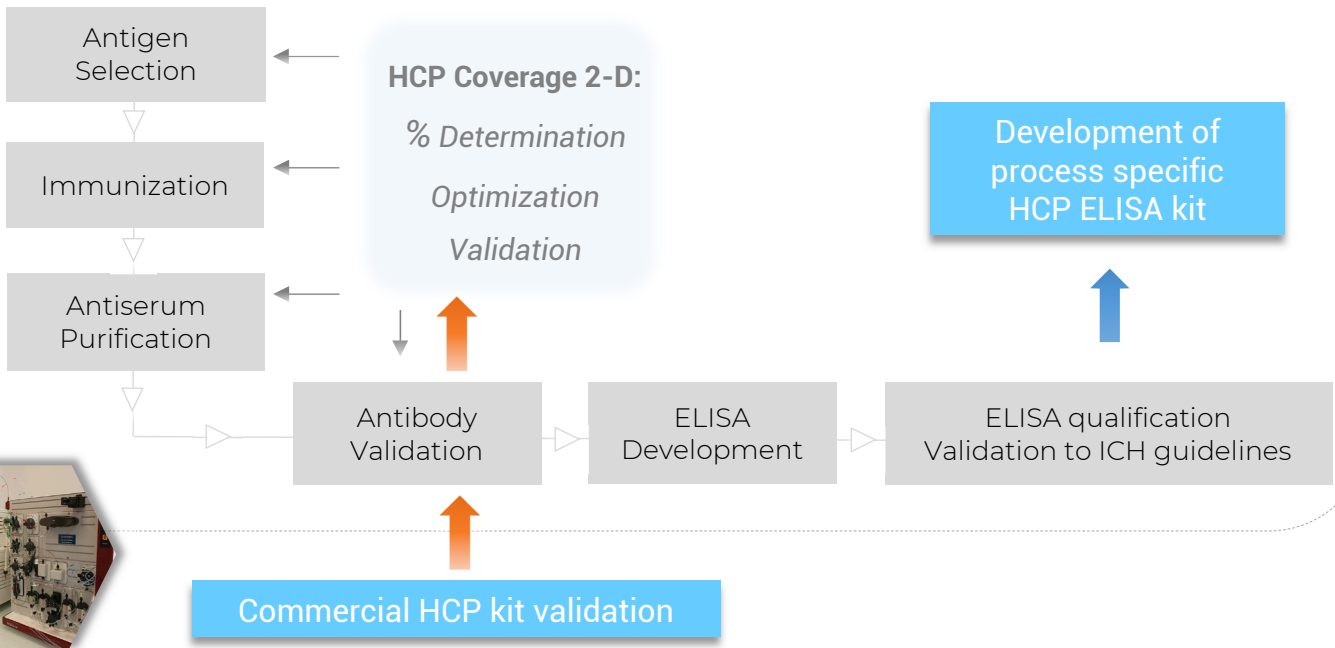 Antigen
Selection
HCP Coverage 2-D:
% Determination
Optimization
Validation
Immunization
Development of
process specific
HCP ELISA kit
Antiserum
Purification
Antibody
Validation
ELISA
Development
ELISA qualification
Validation to ICH guidelines
Commercial HCP kit validation